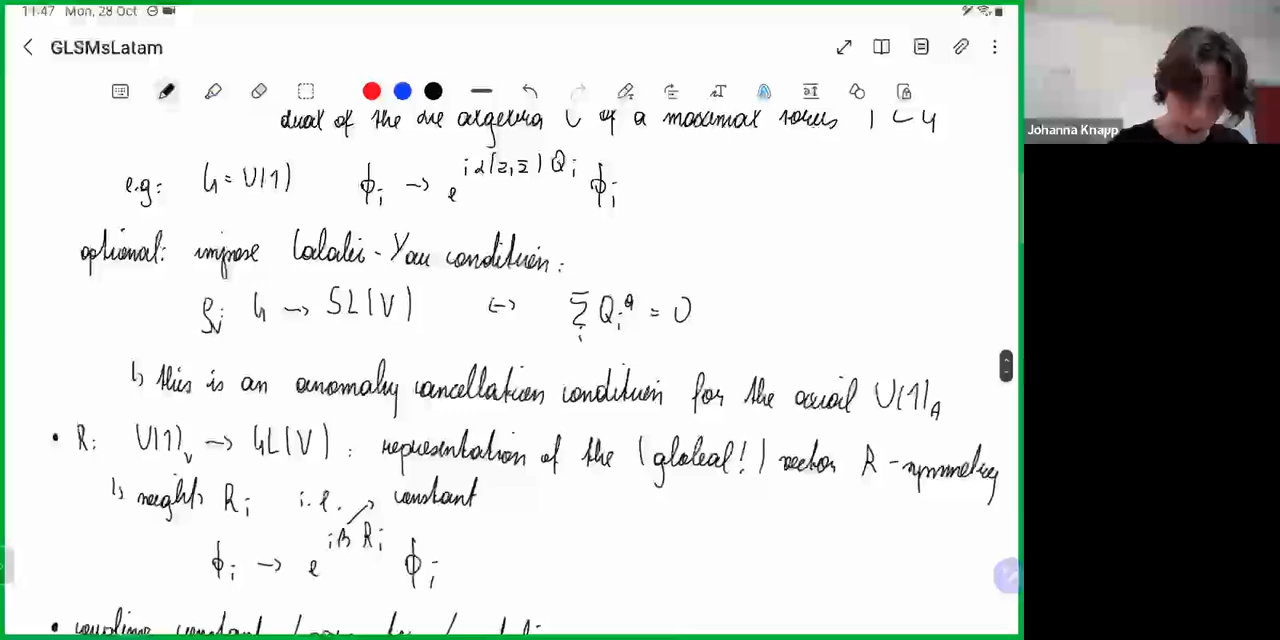 11:47 Mon, 28 Oct
GLSMsLatam
dual of the Lie algebra of a maximal torus T ⊂ G
e.g: G = U(1) ϕ_i → e^{iα(z,z̄)Q_i} ϕ_i
optional: impose Calabi-Yau condition:
ρ_V: G → SL(V) ↔ Σ_i Q_i^a = 0
↳ this is an anomaly cancellation condition for the axial U(1)_A
• R: U(1)_V → GL(V): representation of the (global!) vector R-symmetry
↳ weights R_i i.e. → constant
ϕ_i → e^{iβR_i} ϕ_i
• coupling constant
Johanna Knapp